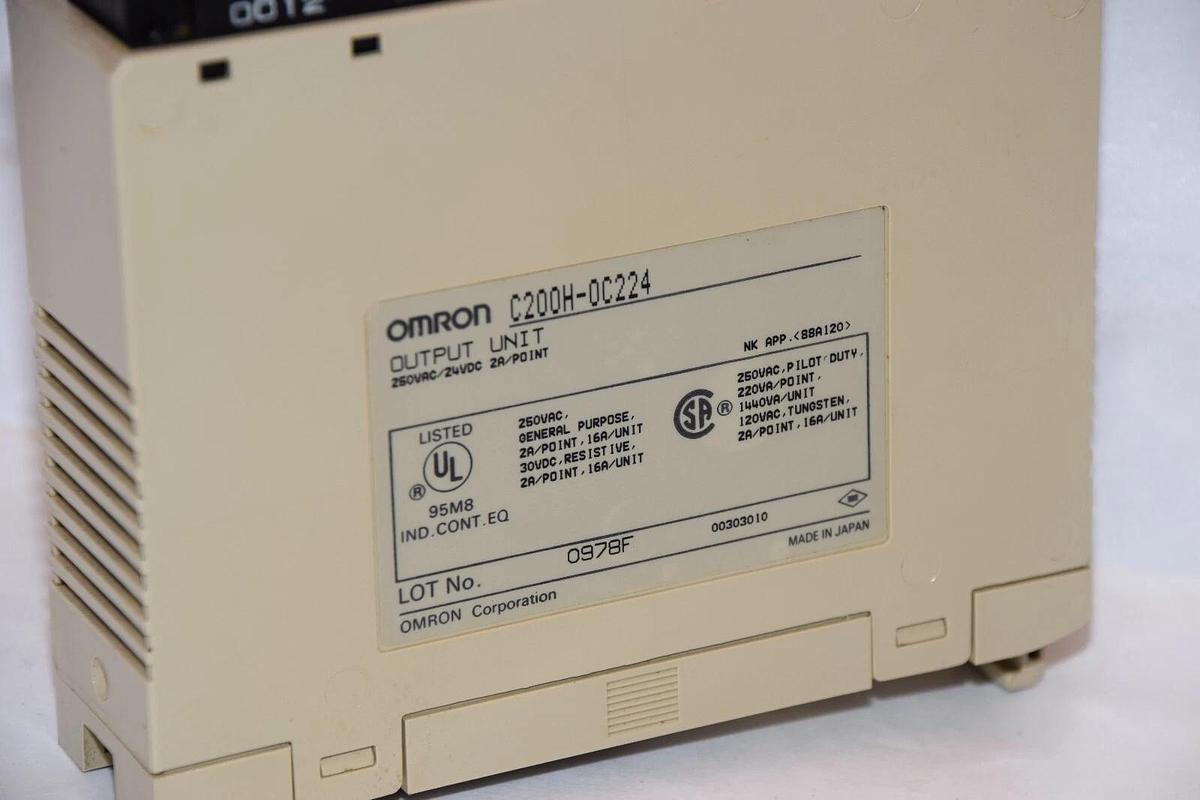 0012
OMRON C200H-OC224
OUTPUT UNIT
250VAC/24VDC 2A/POINT
NK APP.<88A120>
LISTED
UL
®
95M8
IND.CONT.EQ
250VAC,
GENERAL PURPOSE,
2A/POINT,16A/UNIT
30VDC,RESISTIVE,
2A/POINT,16A/UNIT
SA ®
250VAC,PILOT DUTY,
220VA/POINT,
1440VA/UNIT
120VAC,TUNGSTEN,
2A/POINT,16A/UNIT
LOT No. 0978F 00303010
OMRON Corporation MADE IN JAPAN